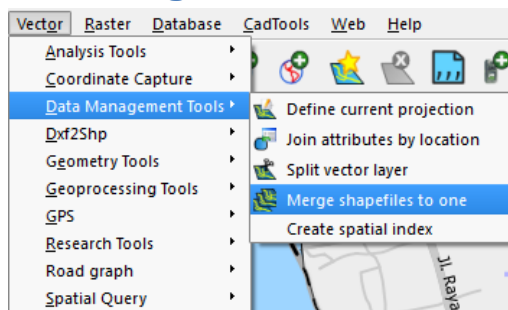 Vector Raster Database CadTools Web Help
Analysis Tools
Coordinate Capture
Data Management Tools
Define current projection
Dxf2Shp
Join attributes by location
Geometry Tools
Split vector layer
Geoprocessing Tools
Merge shapefiles to one
GPS
Create spatial index
Research Tools
Road graph
Spatial Query
Jl. Raya